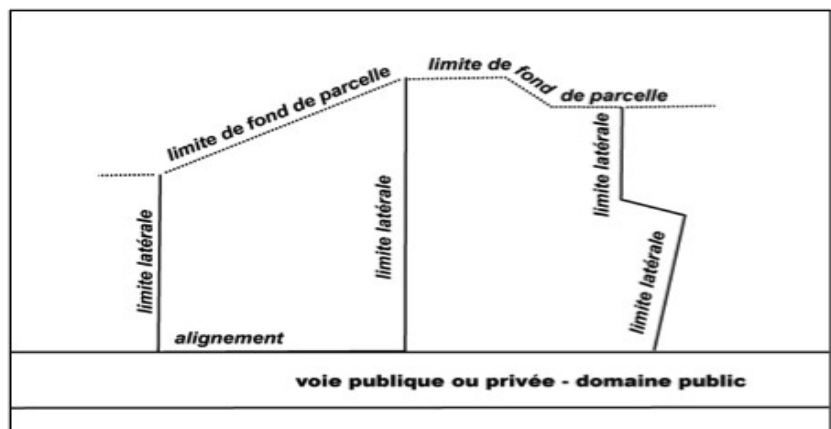 limite de fond de parcelle
limite de fond de parcelle
limite latérale
limite latérale
limite latérale
limite latérale
alignement
voie publique ou privée - domaine public